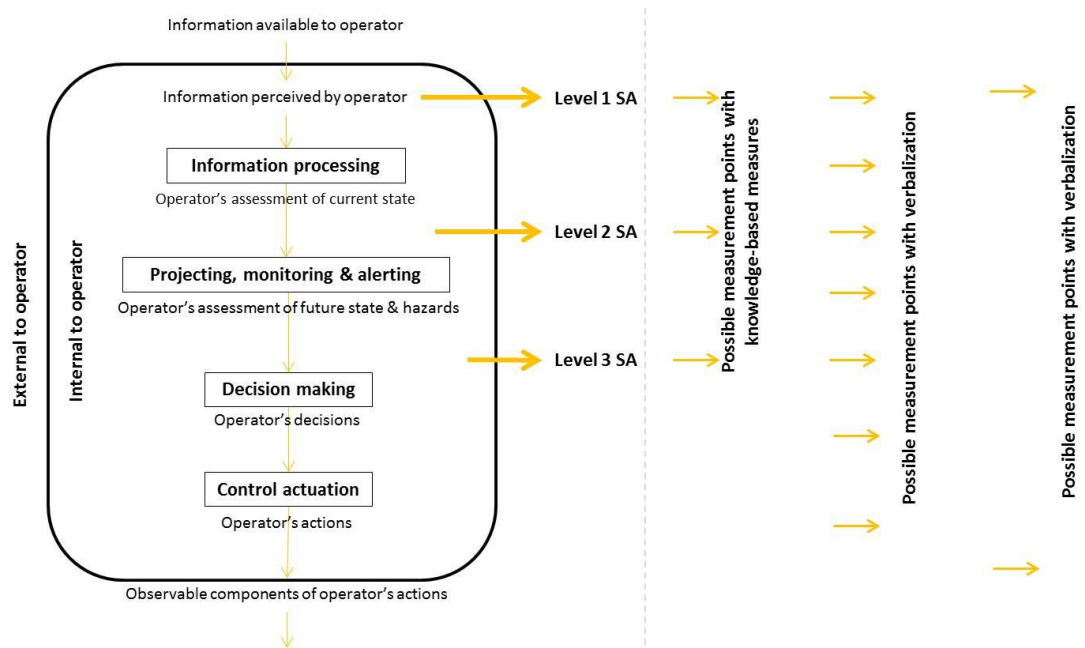 Information available to operator
Information perceived by operator
Level 1 SA
Information processing
Operator's assessment of current state
Level 2 SA
Projecting, monitoring & alerting
Operator's assessment of future state & hazards
Level 3 SA
Decision making
Operator's decisions
Control actuation
Operator's actions
Observable components of operator's actions
External to operator
Internal to operator
Possible measurement points with
knowledge-based measures
Possible measurement points with verbalization
Possible measurement points with verbalization